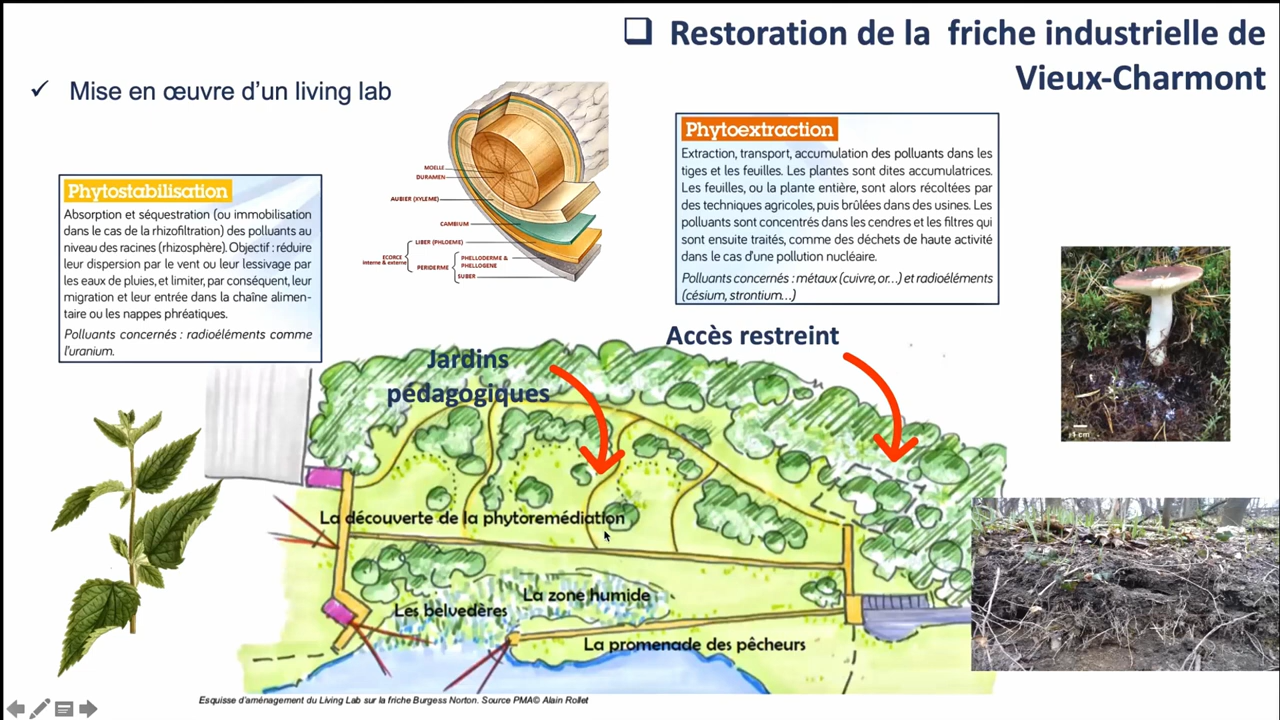 Restoration de la friche industrielle de
Vieux-Charmont
Mise en œuvre d’un living lab
Phytostabilisation
Absorption et séquestration (ou immobilisation
dans le cas de la rhizofiltration) des polluants au
niveau des racines (rhizosphère). Objectif : réduire
leur dispersion par le vent ou leur lessivage par
les eaux de pluies, et limiter, par conséquent, leur
migration et leur entrée dans la chaîne alimen-
taire ou les nappes phréatiques.
Polluants concernés : radioéléments comme
l’uranium.
MOELLE
DURAMEN
AUBIER (XYLÈME)
CAMBIUM
LIBER (PHLOEME)
ECORCE
interne & externe
PERIDERME
PHELLODERME &
PHELLOGENE
SUBER
Phytoextraction
Extraction, transport, accumulation des polluants dans les
tiges et les feuilles. Les plantes sont dites accumulatrices.
Les feuilles, ou la plante entière, sont alors récoltées par
des techniques agricoles, puis brûlées dans des usines. Les
polluants sont concentrés dans les cendres et les filtres qui
sont ensuite traités, comme des déchets de haute activité
dans le cas d’une pollution nucléaire.
Polluants concernés : métaux (cuivre, or…) et radioéléments
(césium, strontium…)
Accès restreint
Jardins
pédagogiques
1 cm
La découverte de la phytoremédiation
La zone humide
Les belvedères
La promenade des pêcheurs
Esquisse d’aménagement du Living Lab sur la friche Burgess Norton. Source PMA© Alain Rollet